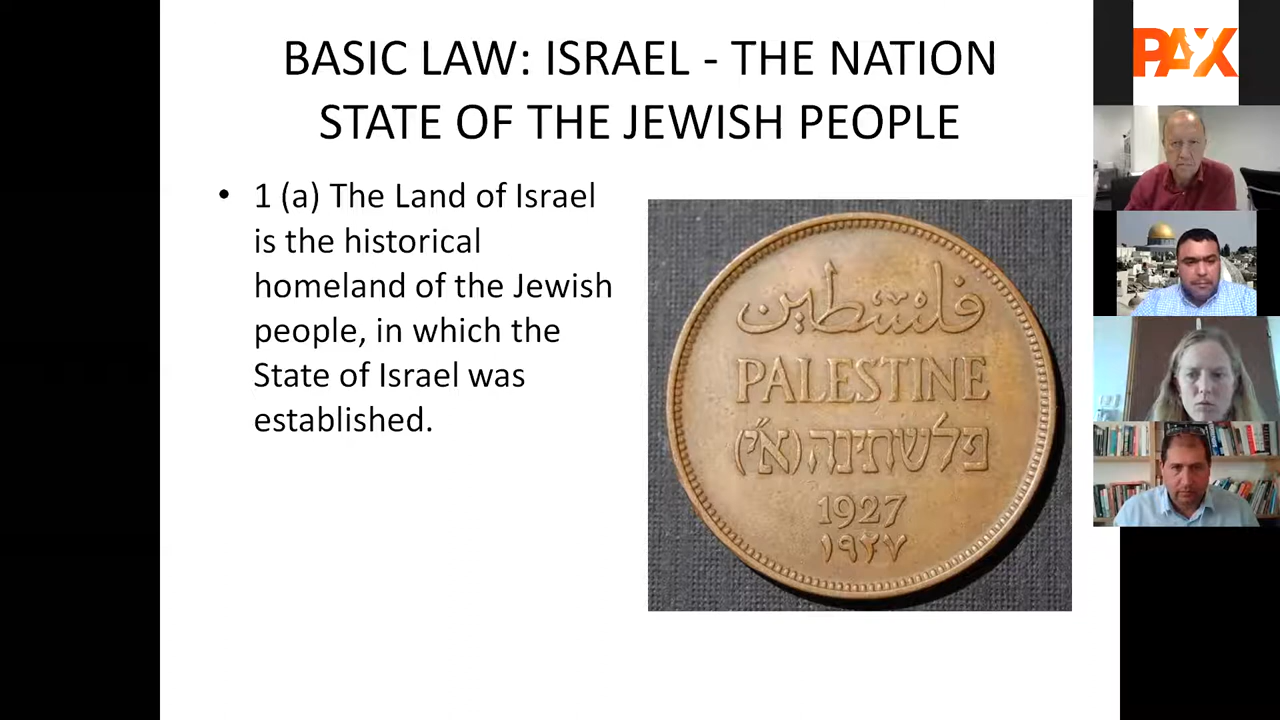 BASIC LAW: ISRAEL - THE NATION
STATE OF THE JEWISH PEOPLE
• 1 (a) The Land of Israel
is the historical
homeland of the Jewish
people, in which the
State of Israel was
established.
فلسطين
PALESTINE
פלשתינה (א״י)
1927
١٩٢٧
PAX